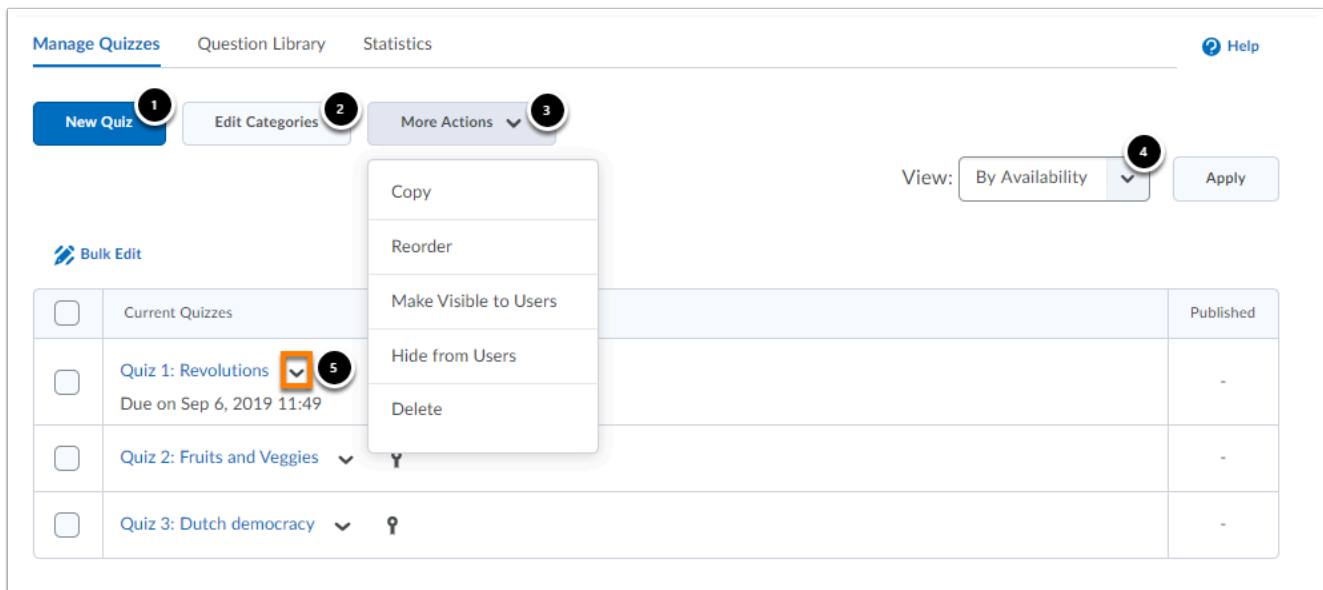 Manage Quizzes Question Library Statistics Help
New Quiz 1 Edit Categories 2 More Actions 3
Copy
Reorder
Make Visible to Users
Hide from Users
Delete
View: By Availability 4 Apply
Bulk Edit
Current Quizzes Published
Quiz 1: Revolutions 5
Due on Sep 6, 2019 11:49
-
Quiz 2: Fruits and Veggies -
Quiz 3: Dutch democracy -